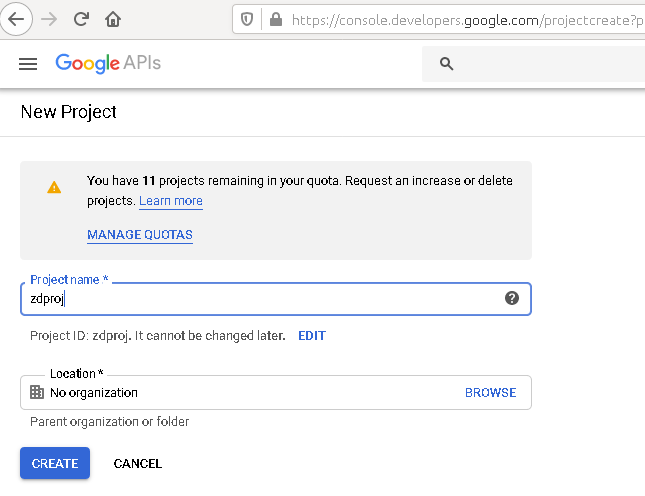 https://console.developers.google.com/projectcreate?p
Google APIs
New Project
You have 11 projects remaining in your quota. Request an increase or delete
projects. Learn more
MANAGE QUOTAS
Project name *
zdproj
Project ID: zdproj. It cannot be changed later. EDIT
Location *
No organization BROWSE
Parent organization or folder
CREATE CANCEL